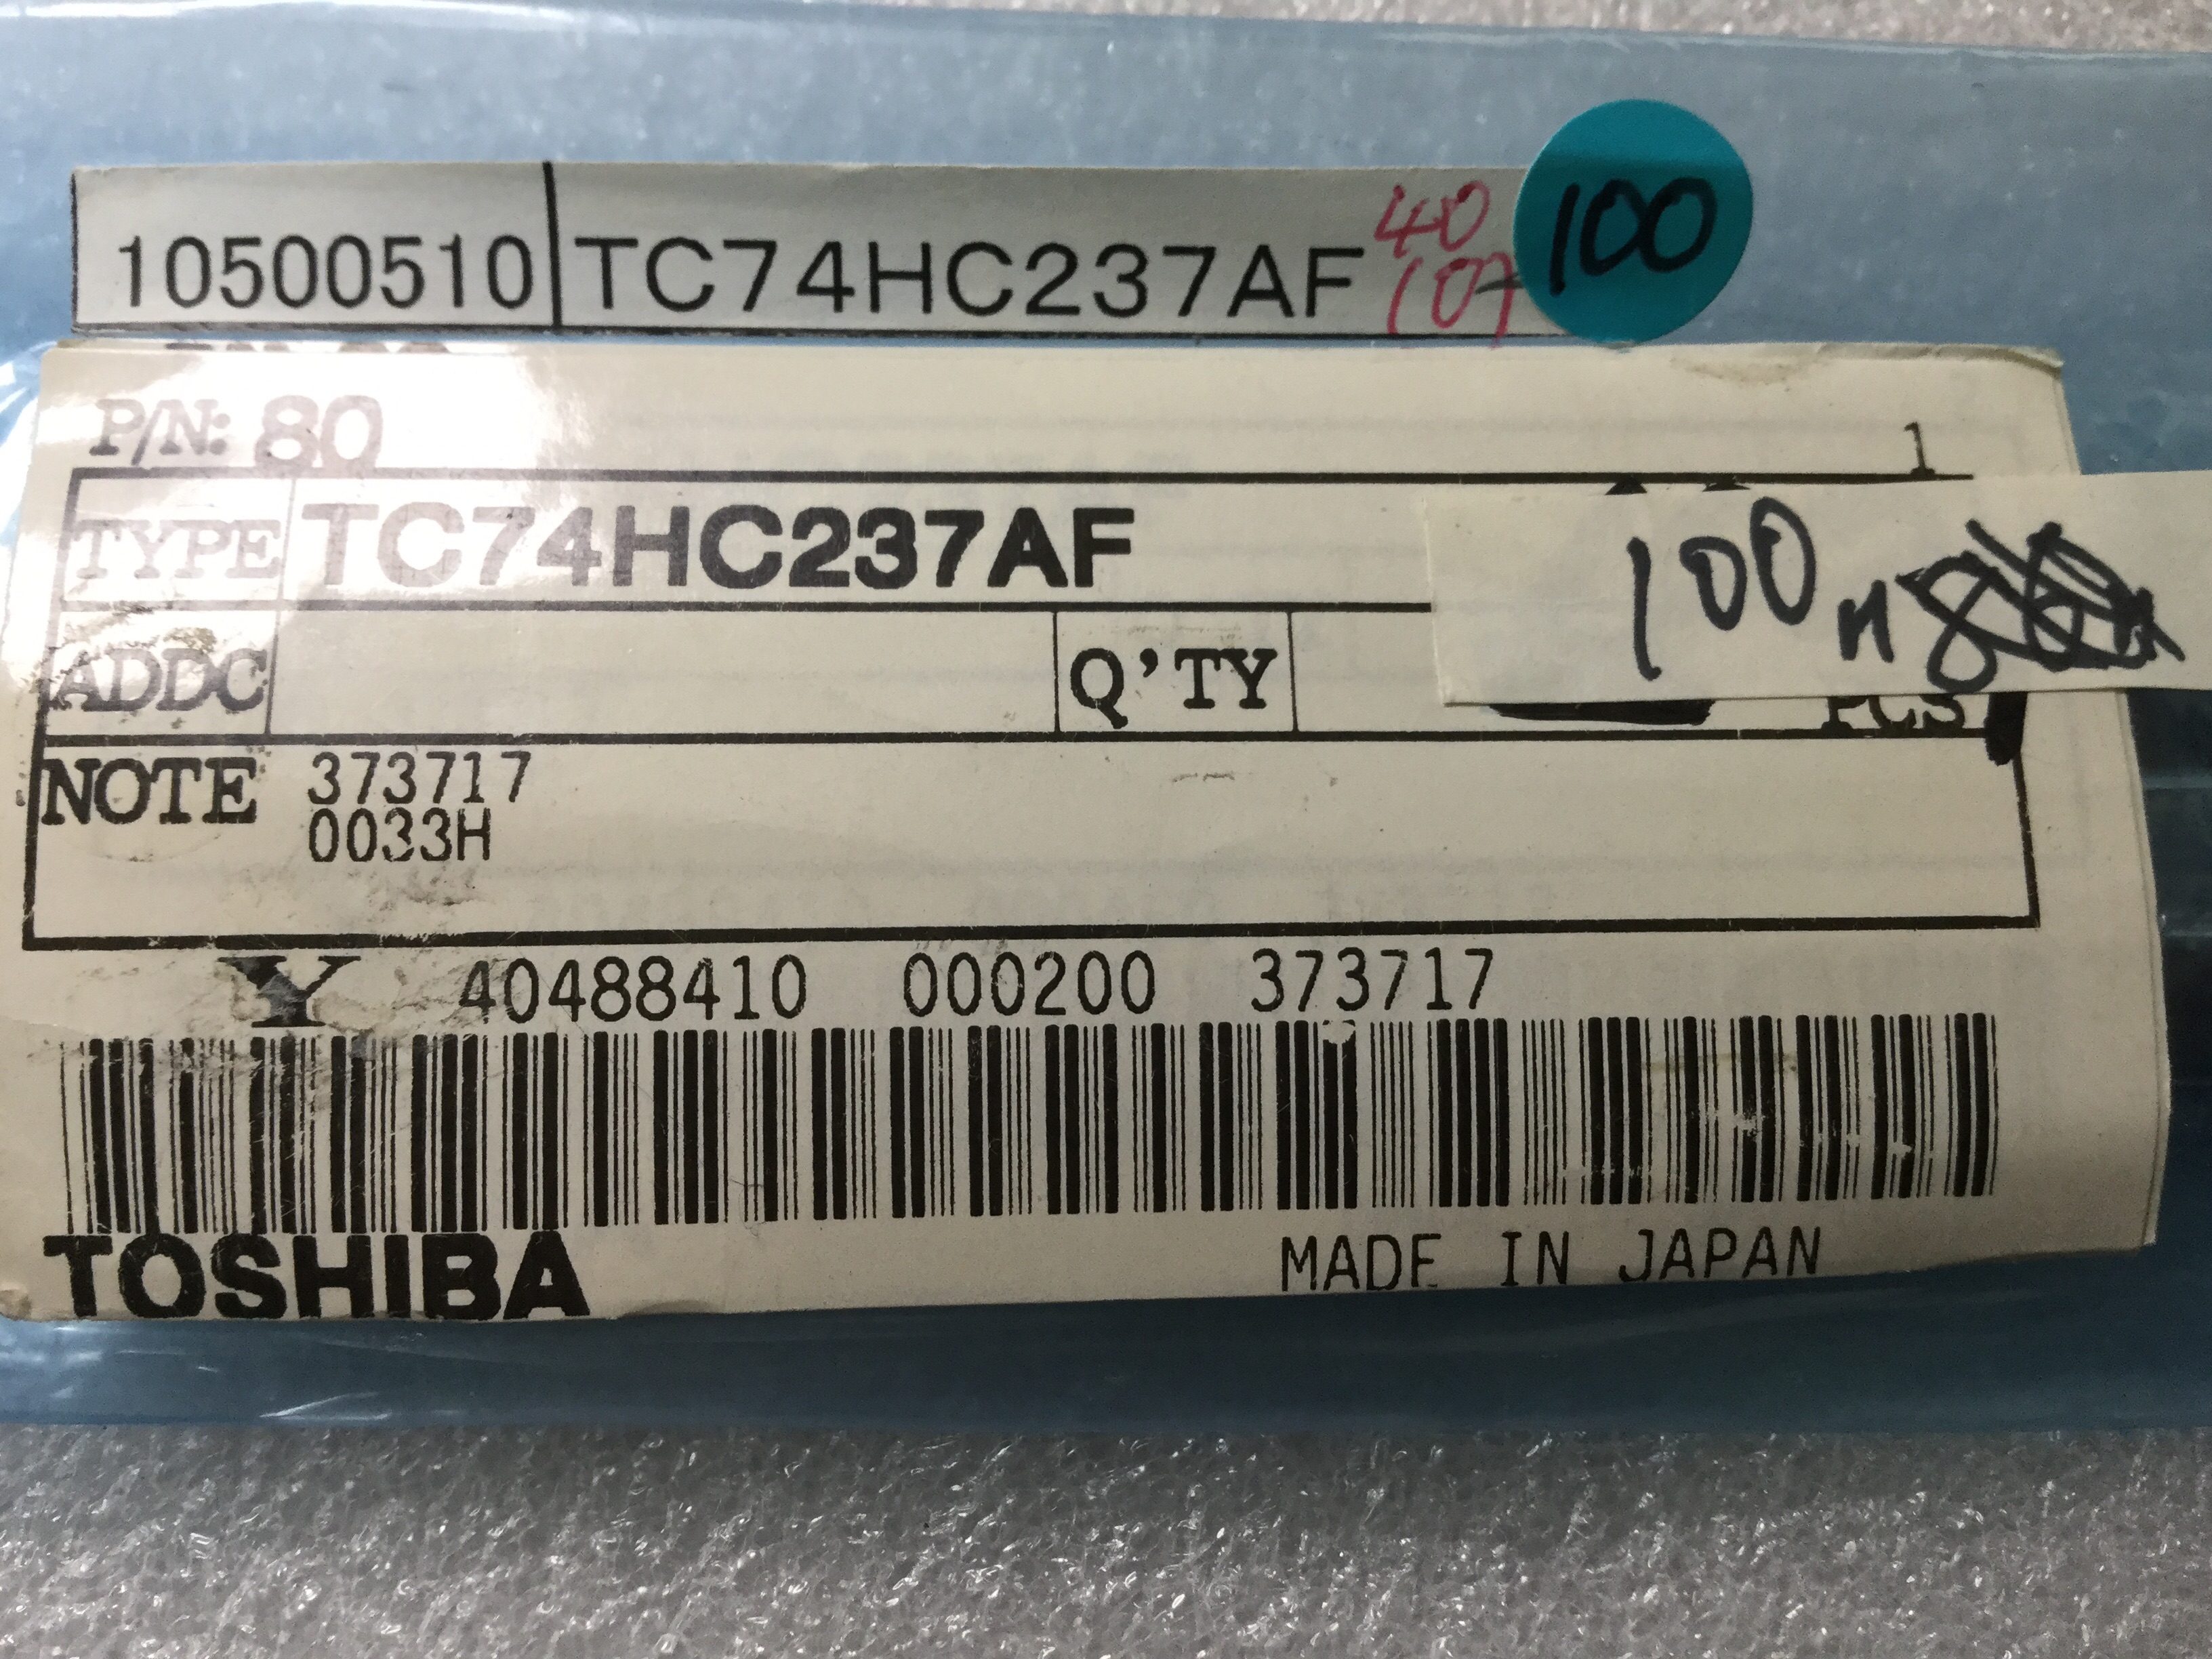 10500510 TC74HC237AF 40 100
P/N: 80
1
TYPE TC74HC237AF
100
ADDC Q'TY PCS
NOTE 373717
0033H
Y 40488410 000200 373717
TOSHIBA MADE IN JAPAN